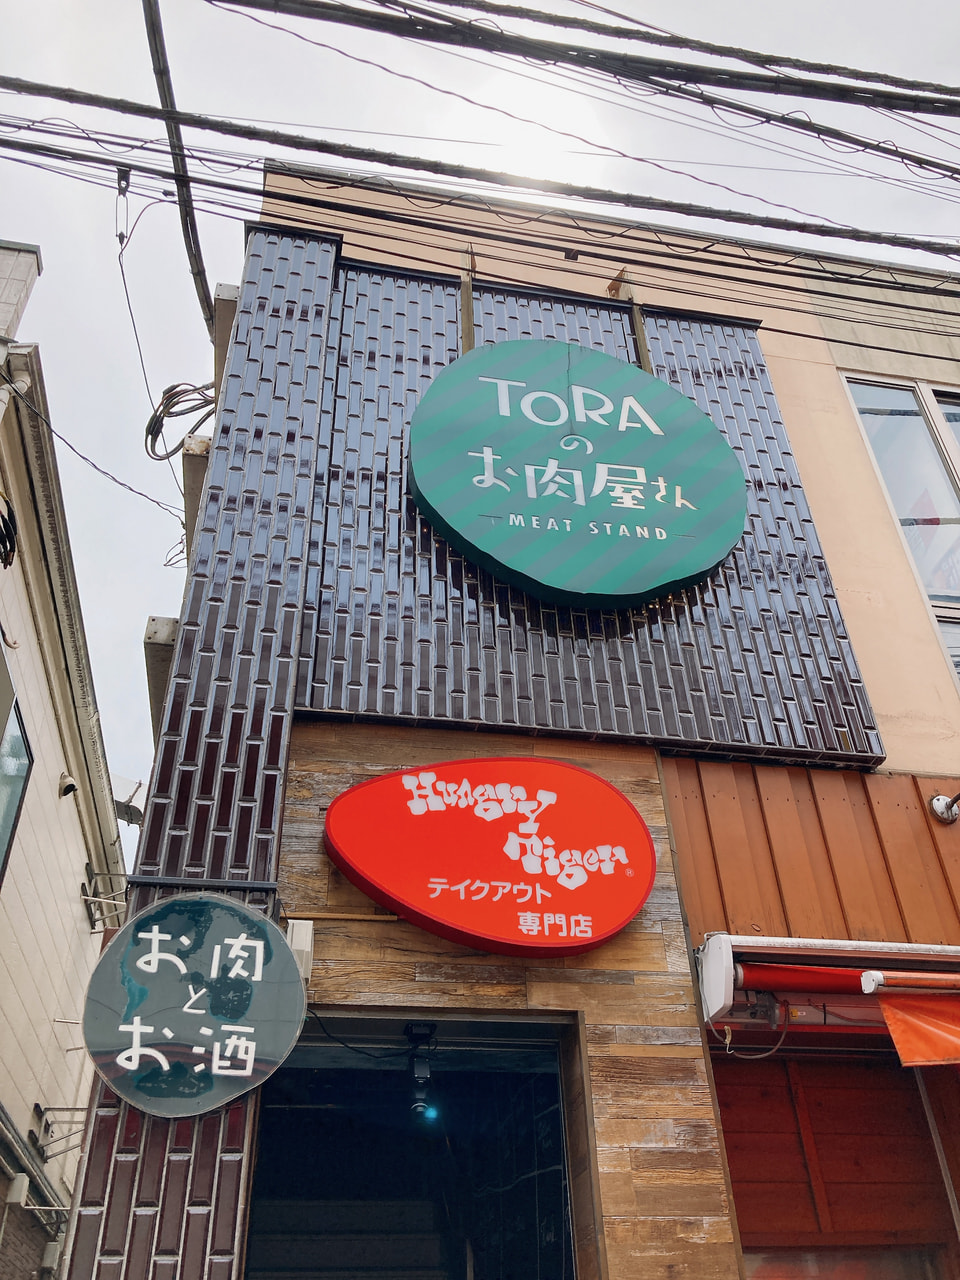 TORA
の
お肉屋さん
MEAT STAND
Hungry
Tiger
®
テイクアウト
専門店
お肉
と
お酒